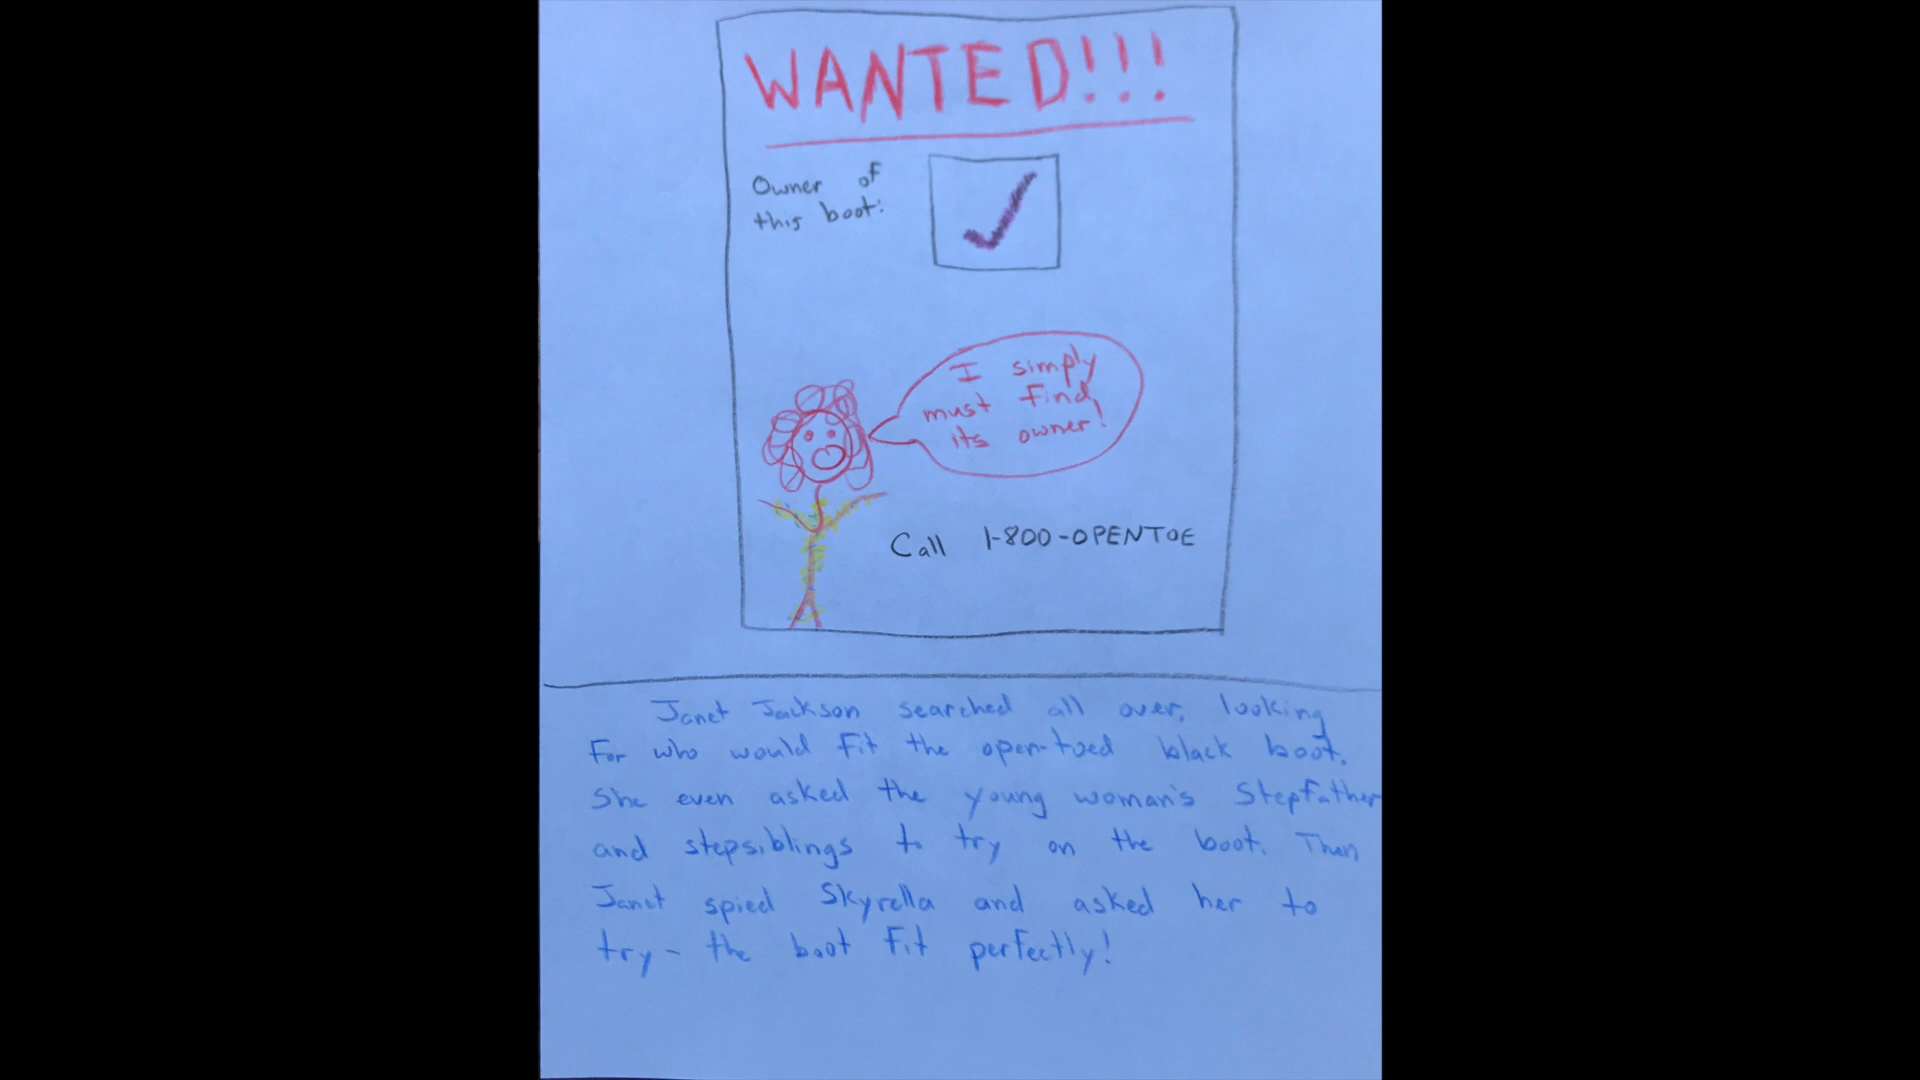 WANTED!!!
Owner of
this boot:
I simply
must find
its owner!
Call 1-800-OPENTOE
Janet Jackson searched all over, looking
for who would fit the open-toed black boot.
She even asked the young woman's Stepfather
and stepsiblings to try on the boot. Then
Janet spied Skyrella and asked her to
try - the boot fit perfectly!